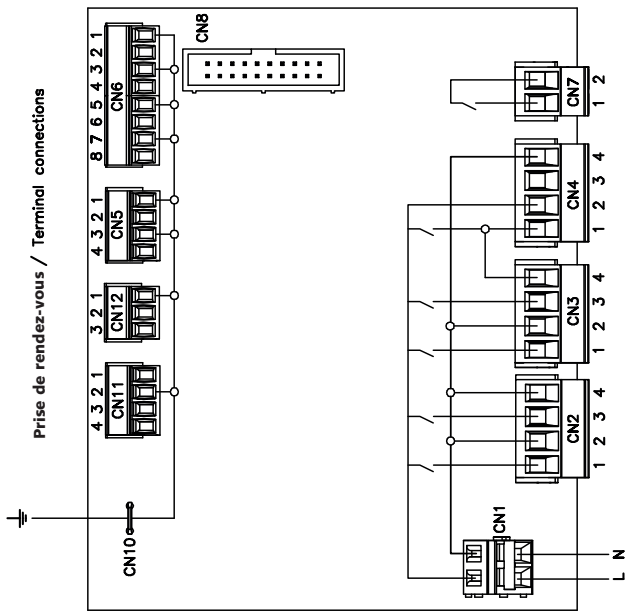 Prise de rendez-vous / Terminal connections
8 7 6 5 4 3 2 1
CN6
CN8
4 3 2 1
CN5
3 2 1
CN12
4 3 2 1
CN11
CN10
CN7
1 2
CN4
1 2 3 4
CN3
1 2 3 4
CN2
1 2 3 4
CN1
L N